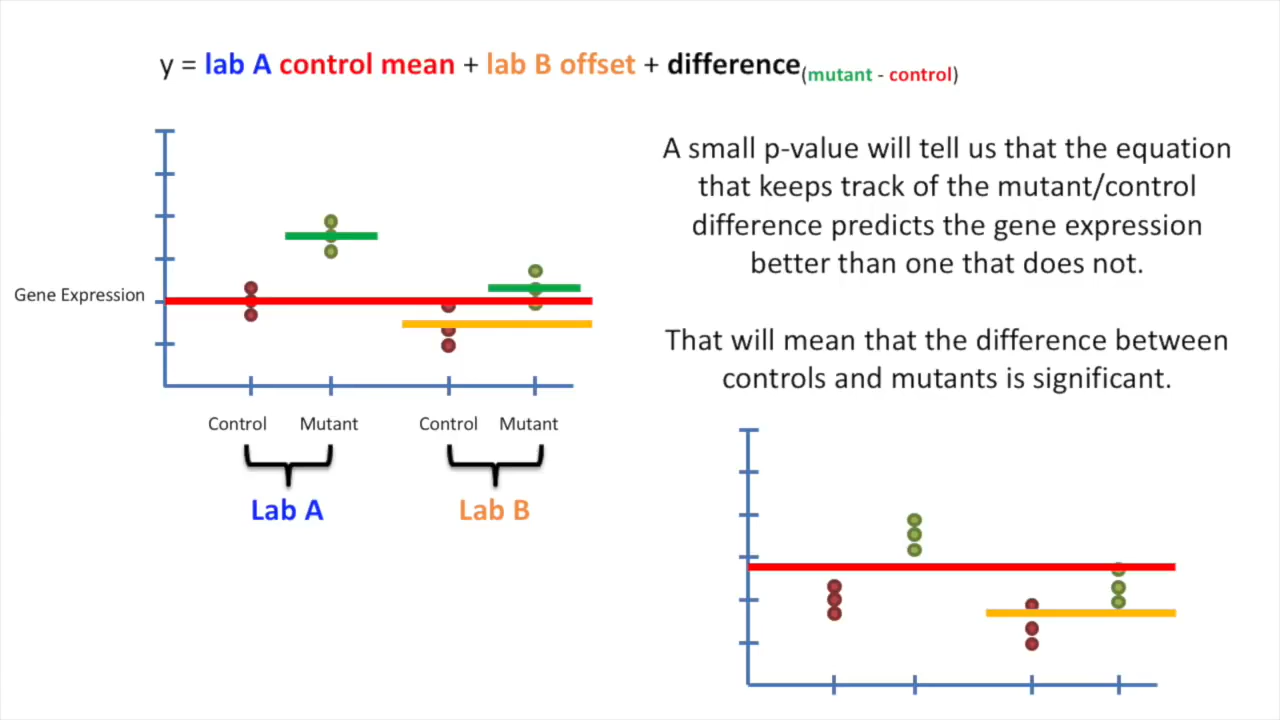 y = lab A control mean + lab B offset + difference(mutant - control)
A small p-value will tell us that the equation
that keeps track of the mutant/control
difference predicts the gene expression
better than one that does not.
That will mean that the difference between
controls and mutants is significant.
Gene Expression
Control Mutant Control Mutant
Lab A Lab B